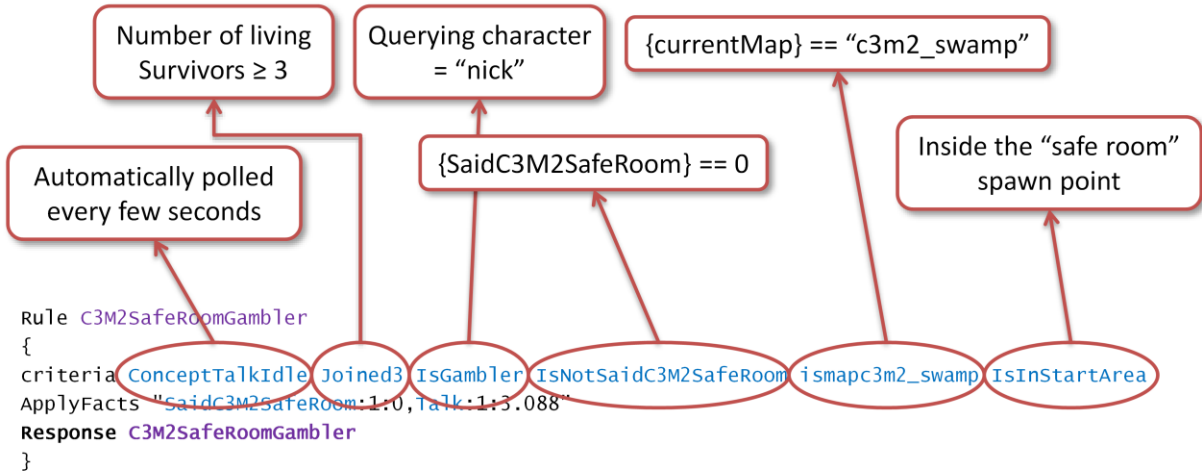 Number of living
Survivors ≥ 3
Querying character
= “nick”
{currentMap} == “c3m2_swamp”
Automatically polled
every few seconds
{SaidC3M2SafeRoom} == 0
Inside the “safe room”
spawn point
Rule C3M2SafeRoomGambler
{
criteria ConceptTalkIdle Joined3 IsGambler IsNotSaidC3M2SafeRoom ismapc3m2_swamp IsInStartArea
ApplyFacts "SaidC3M2SafeRoom:1:0,Talk:1:3.088”
Response C3M2SafeRoomGambler
}